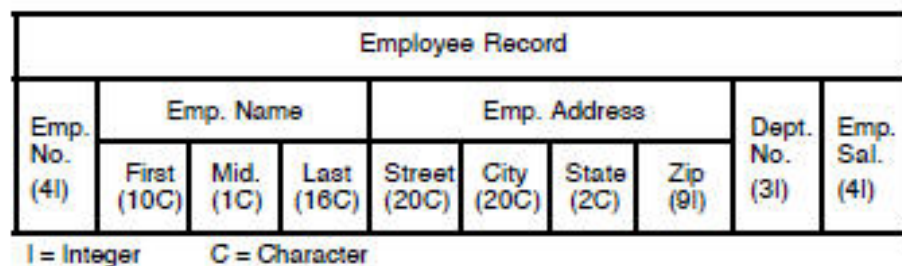 Employee Record
Emp. No. (4I)
Emp. Name
First (10C)
Mid. (1C)
Last (16C)
Emp. Address
Street (20C)
City (20C)
State (2C)
Zip (9I)
Dept. No. (3I)
Emp. Sal. (4I)
I = Integer C = Character